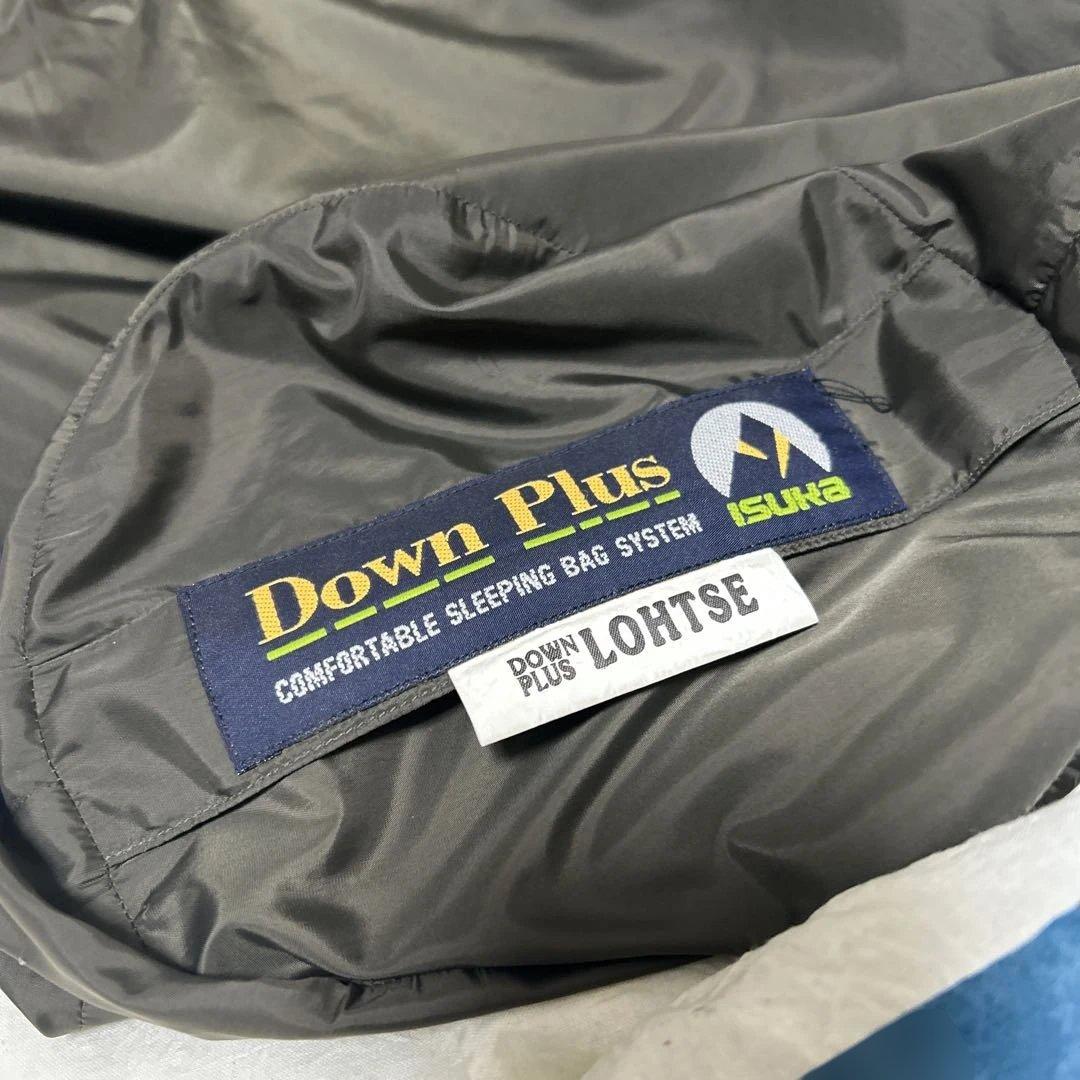 Down Plus
COMFORTABLE SLEEPING BAG SYSTEM
ISUKA
DOWN
PLUS
LOHTSE